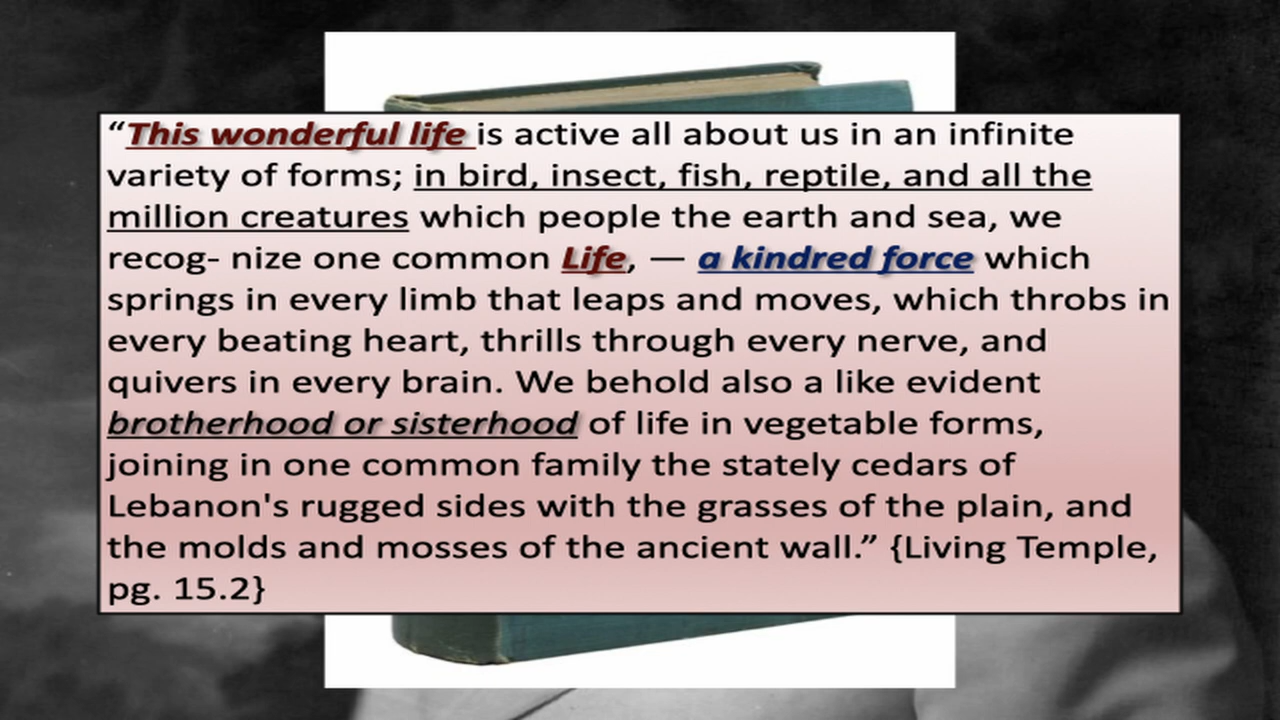 “This wonderful life is active all about us in an infinite
variety of forms; in bird, insect, fish, reptile, and all the
million creatures which people the earth and sea, we
recog- nize one common Life, — a kindred force which
springs in every limb that leaps and moves, which throbs in
every beating heart, thrills through every nerve, and
quivers in every brain. We behold also a like evident
brotherhood or sisterhood of life in vegetable forms,
joining in one common family the stately cedars of
Lebanon's rugged sides with the grasses of the plain, and
the molds and mosses of the ancient wall.” {Living Temple,
pg. 15.2}